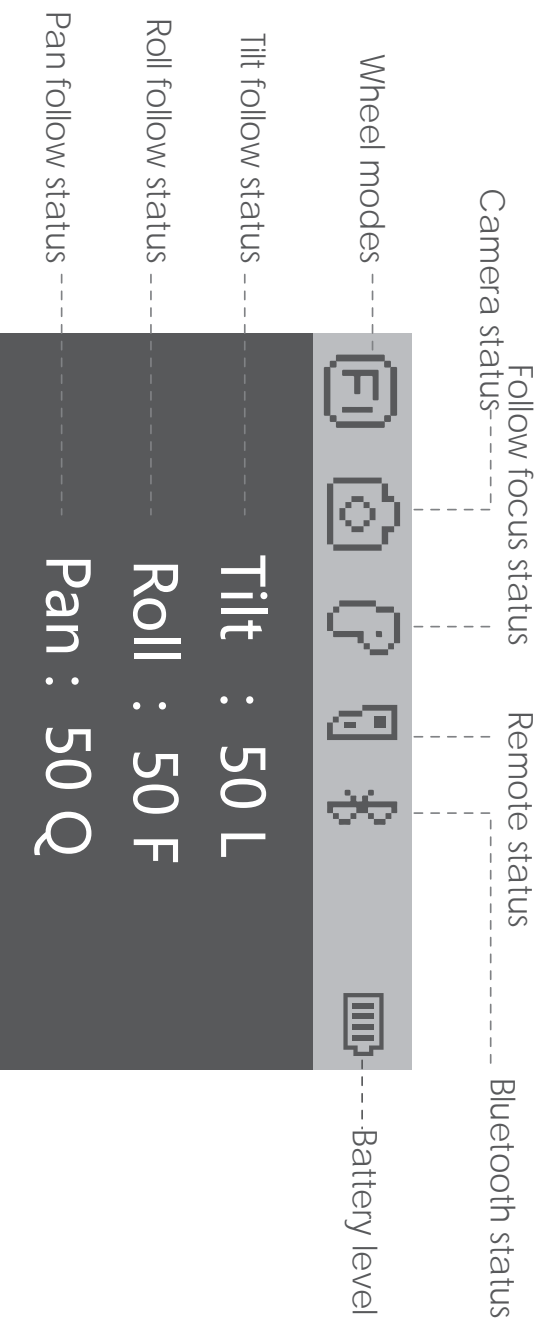 Follow focus status
Remote status
Camera status
Bluetooth status
Wheel modes
FI
Battery level
Tilt follow status
Tilt : 50 L
Roll follow status
Roll : 50 F
Pan follow status
Pan : 50 Q